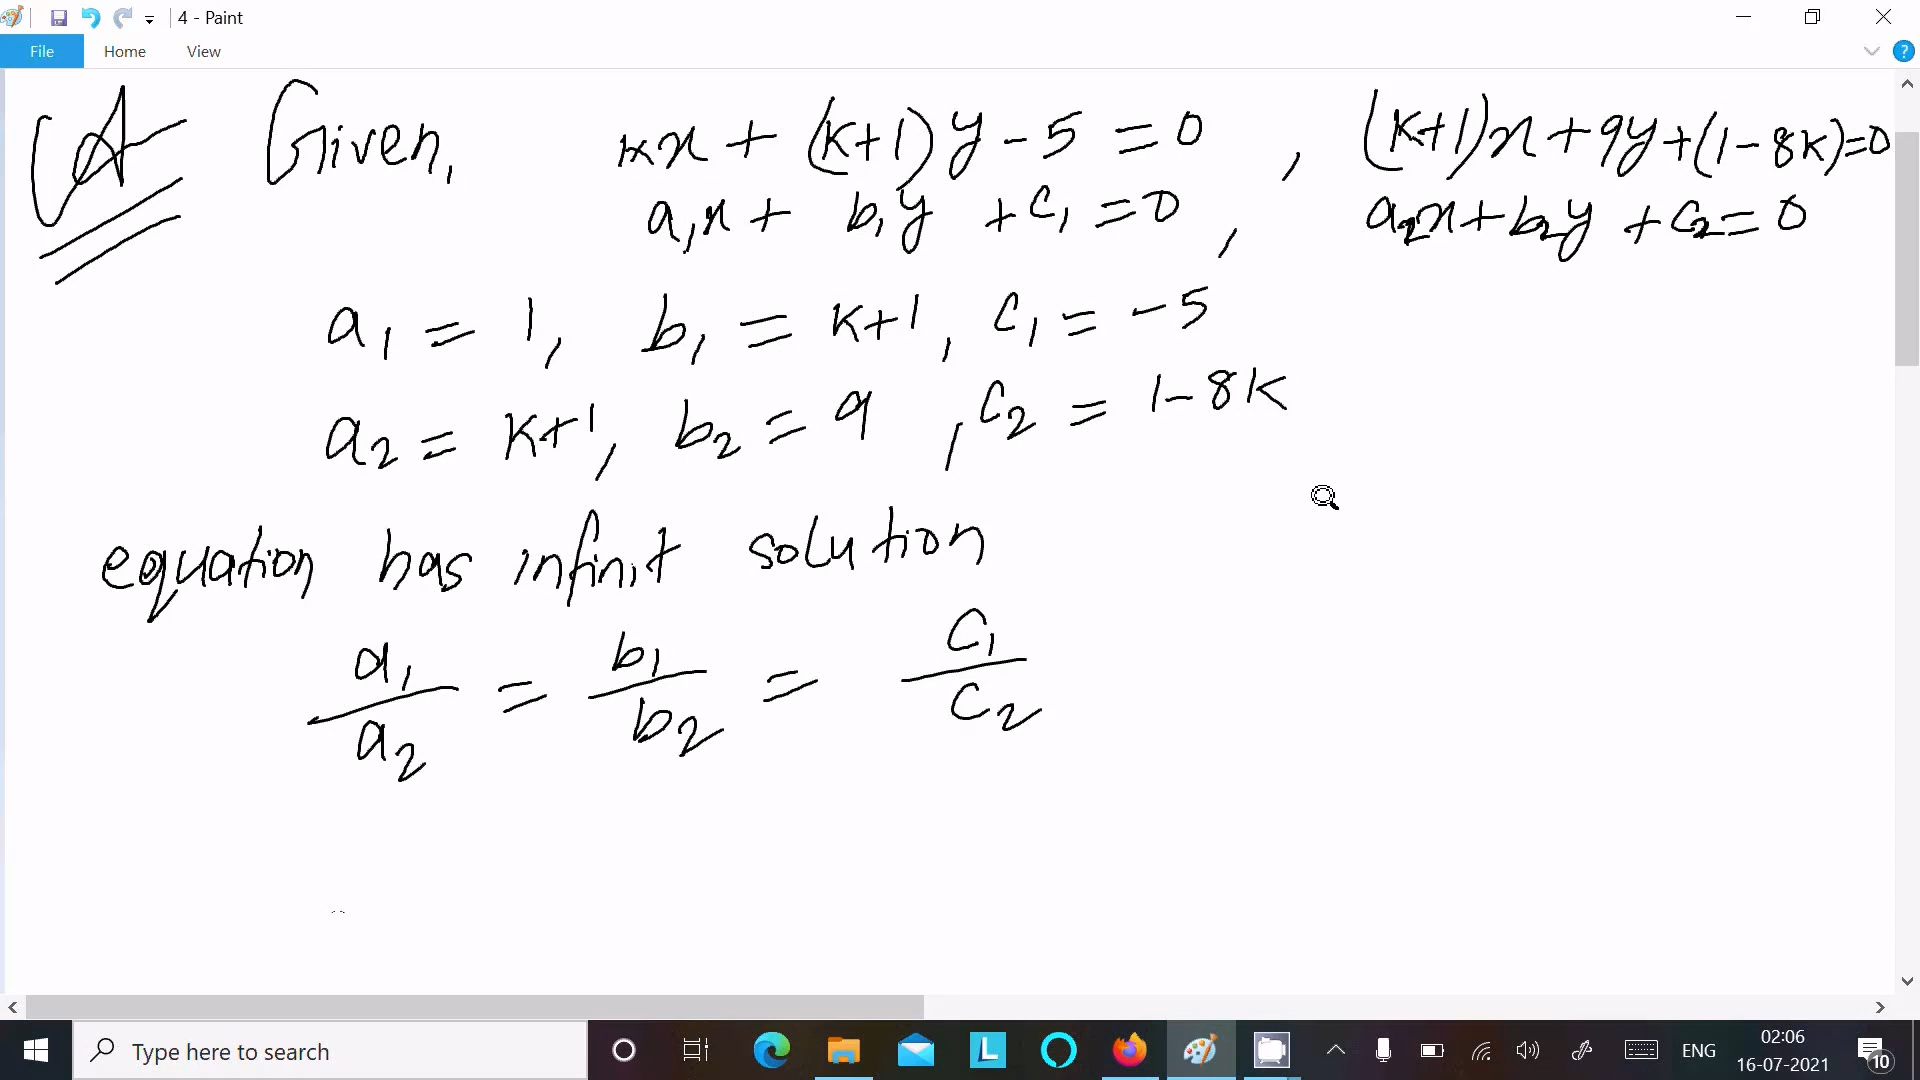 4 - Paint
File Home View
Given, x + (k+1) y - 5 = 0 , (k+1)x + 9y + (1 - 8k) = 0
a1x + b1y + c1 = 0 , a2x + b2y + c2 = 0
a1 = 1, b1 = k+1, c1 = -5
a2 = k+1, b2 = 9 , c2 = 1 - 8k
equation has infinit solution
a1/a2 = b1/b2 = c1/c2
Type here to search
ENG
02:06
16-07-2021
10